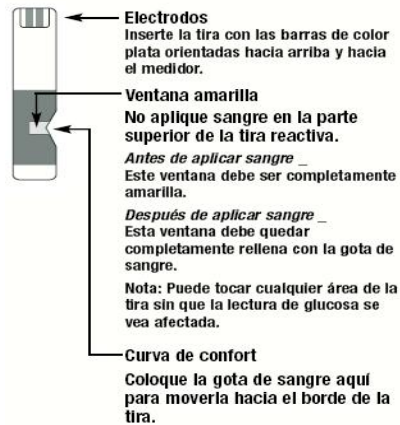 Electrodos
Inserte la tira con las barras de color
plata orientadas hacia arriba y hacia
el medidor.
Ventana amarilla
No aplique sangre en la parte
superior de la tira reactiva.
Antes de aplicar sangre _
Este ventana debe ser completamente
amarilla.
Después de aplicar sangre _
Esta ventana debe quedar
completamente rellena con la gota de
sangre.
Nota: Puede tocar cualquier área de la
tira sin que la lectura de glucosa se
vea afectada.
Curva de confort
Coloque la gota de sangre aquí
para moverla hacia el borde de la
tira.